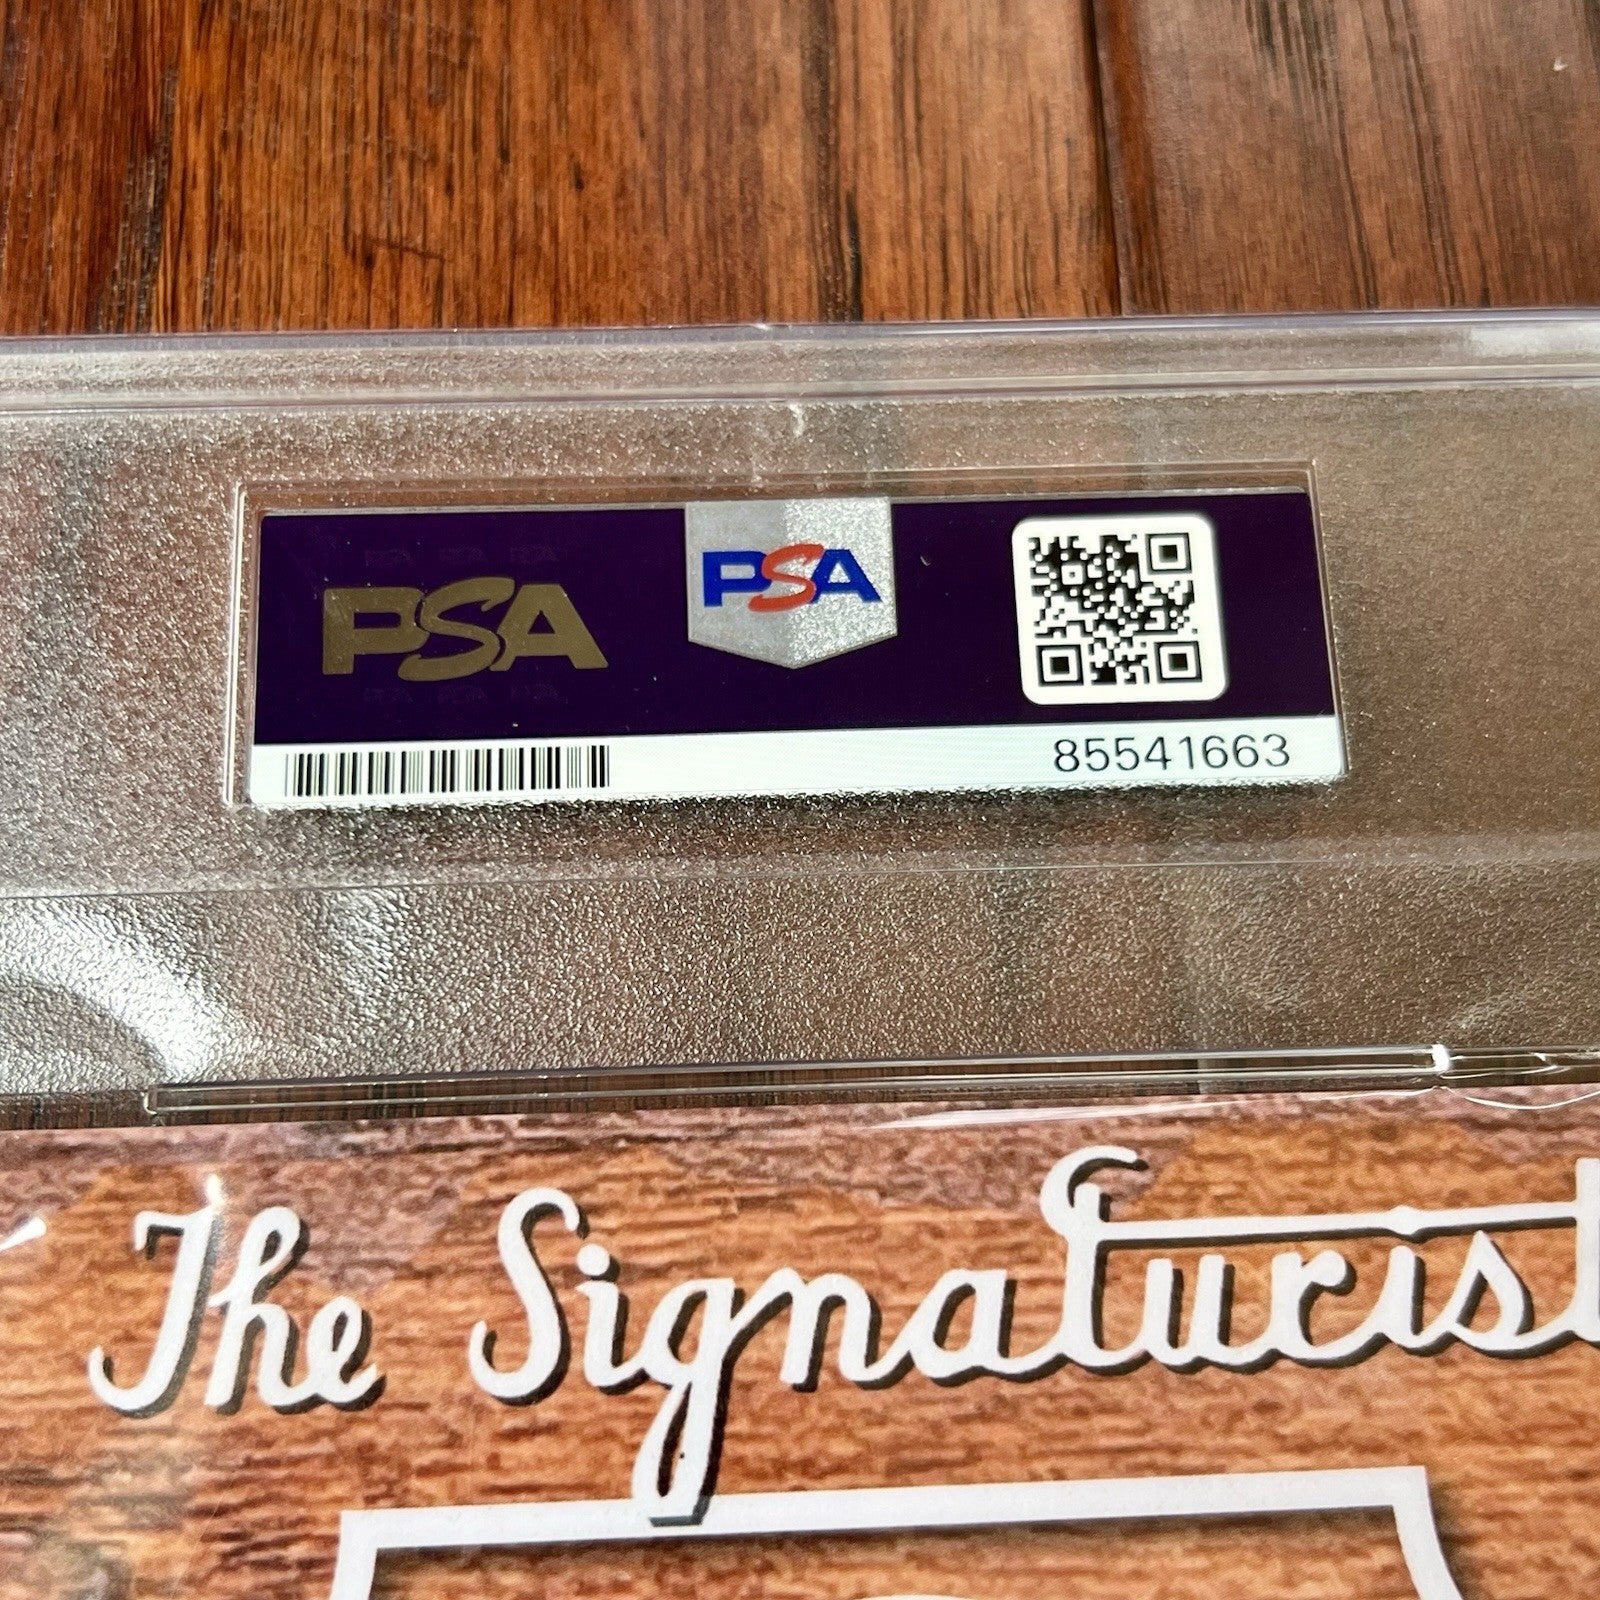 PSA
PSA
85541663
The Signaturist